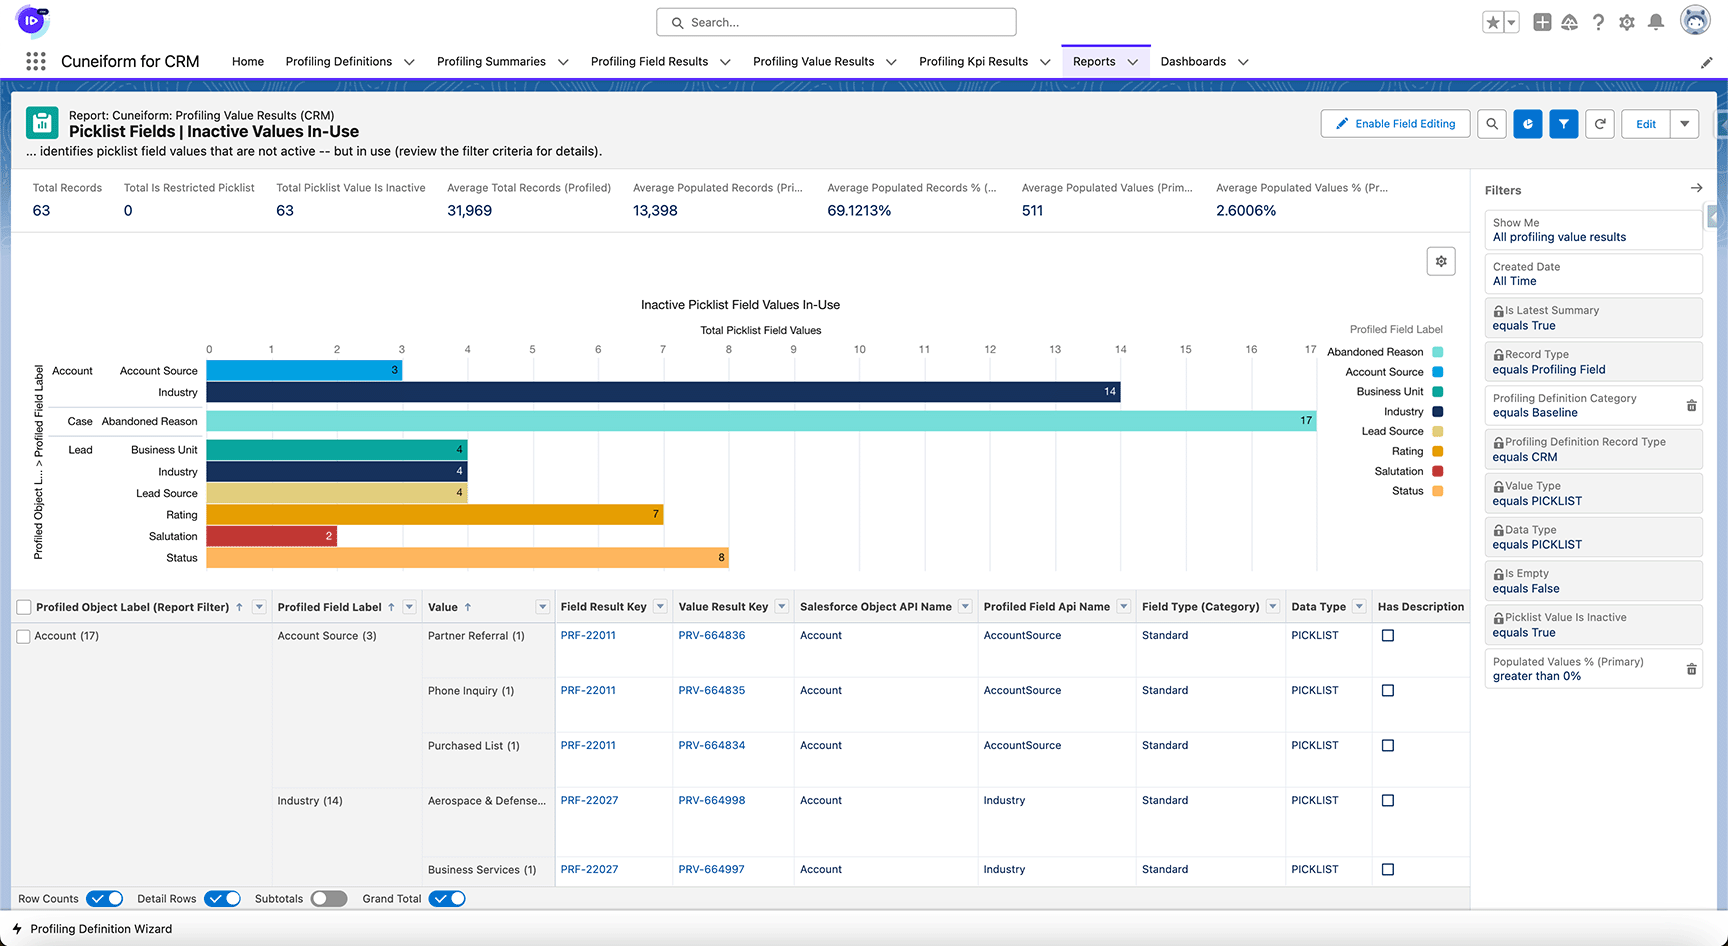 ID
Search...
Cuneiform for CRM
Home
Profiling Definitions
Profiling Summaries
Profiling Field Results
Profiling Value Results
Profiling Kpi Results
Reports
Dashboards
Report: Cuneiform: Profiling Value Results (CRM)
Picklist Fields | Inactive Values In-Use
... identifies picklist field values that are not active -- but in use (review the filter criteria for details).
Enable Field Editing
Edit
Total Records
63
Total Is Restricted Picklist
0
Total Picklist Value Is Inactive
63
Average Total Records (Profiled)
31,969
Average Populated Records (Pri...
13,398
Average Populated Records % (...
69.1213%
Average Populated Values (Prim...
511
Average Populated Values % (Pr...
2.6006%
Inactive Picklist Field Values In-Use
Total Picklist Field Values
0 1 2 3 4 5 6 7 8 9 10 11 12 13 14 15 16 17
Profiled Object L... > Profiled Field Label
Account Account Source 3
Industry 14
Case Abandoned Reason 17
Lead Business Unit 4
Industry 4
Lead Source 4
Rating 7
Salutation 2
Status 8
Profiled Field Label
Abandoned Reason
Account Source
Business Unit
Industry
Lead Source
Rating
Salutation
Status
Profiled Object Label (Report Filter) ↑ Profiled Field Label ↑ Value ↑ Field Result Key Value Result Key Salesforce Object API Name Profiled Field Api Name Field Type (Category) Data Type Has Description
Account (17) Account Source (3) Partner Referral (1) PRF-22011 PRV-664836 Account AccountSource Standard PICKLIST
Phone Inquiry (1) PRF-22011 PRV-664835 Account AccountSource Standard PICKLIST
Purchased List (1) PRF-22011 PRV-664834 Account AccountSource Standard PICKLIST
Industry (14) Aerospace & Defense... PRF-22027 PRV-664998 Account Industry Standard PICKLIST
Business Services (1) PRF-22027 PRV-664997 Account Industry Standard PICKLIST
Row Counts Detail Rows Subtotals Grand Total
Filters
Show Me
All profiling value results
Created Date
All Time
Is Latest Summary
equals True
Record Type
equals Profiling Field
Profiling Definition Category
equals Baseline
Profiling Definition Record Type
equals CRM
Value Type
equals PICKLIST
Data Type
equals PICKLIST
Is Empty
equals False
Picklist Value Is Inactive
equals True
Populated Values % (Primary)
greater than 0%
Profiling Definition Wizard